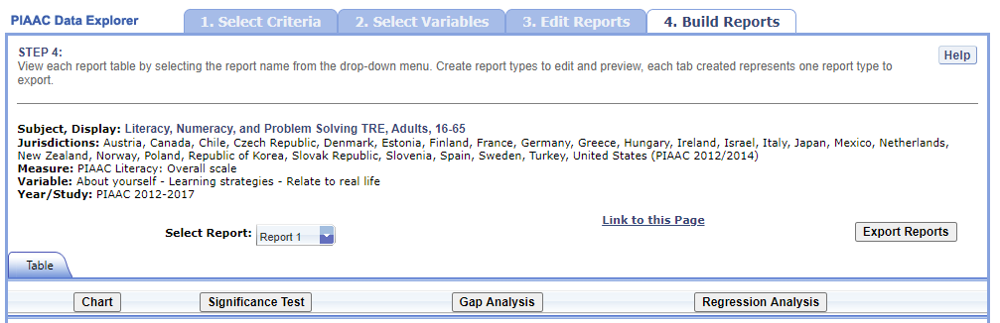 PIAAC Data Explorer
1. Select Criteria
2. Select Variables
3. Edit Reports
4. Build Reports
STEP 4:
Help
View each report table by selecting the report name from the drop-down menu. Create report types to edit and preview, each tab created represents one report type to
export.
Subject, Display: Literacy, Numeracy, and Problem Solving TRE, Adults, 16-65
Jurisdictions: Austria, Canada, Chile, Czech Republic, Denmark, Estonia, Finland, France, Germany, Greece, Hungary, Ireland, Israel, Italy, Japan, Mexico, Netherlands,
New Zealand, Norway, Poland, Republic of Korea, Slovak Republic, Slovenia, Spain, Sweden, Turkey, United States (PIAAC 2012/2014)
Measure: PIAAC Literacy: Overall scale
Variable: About yourself - Learning strategies - Relate to real life
Year/Study: PIAAC 2012-2017
Link to this Page
Select Report: Report 1
Export Reports
Table
Chart
Significance Test
Gap Analysis
Regression Analysis